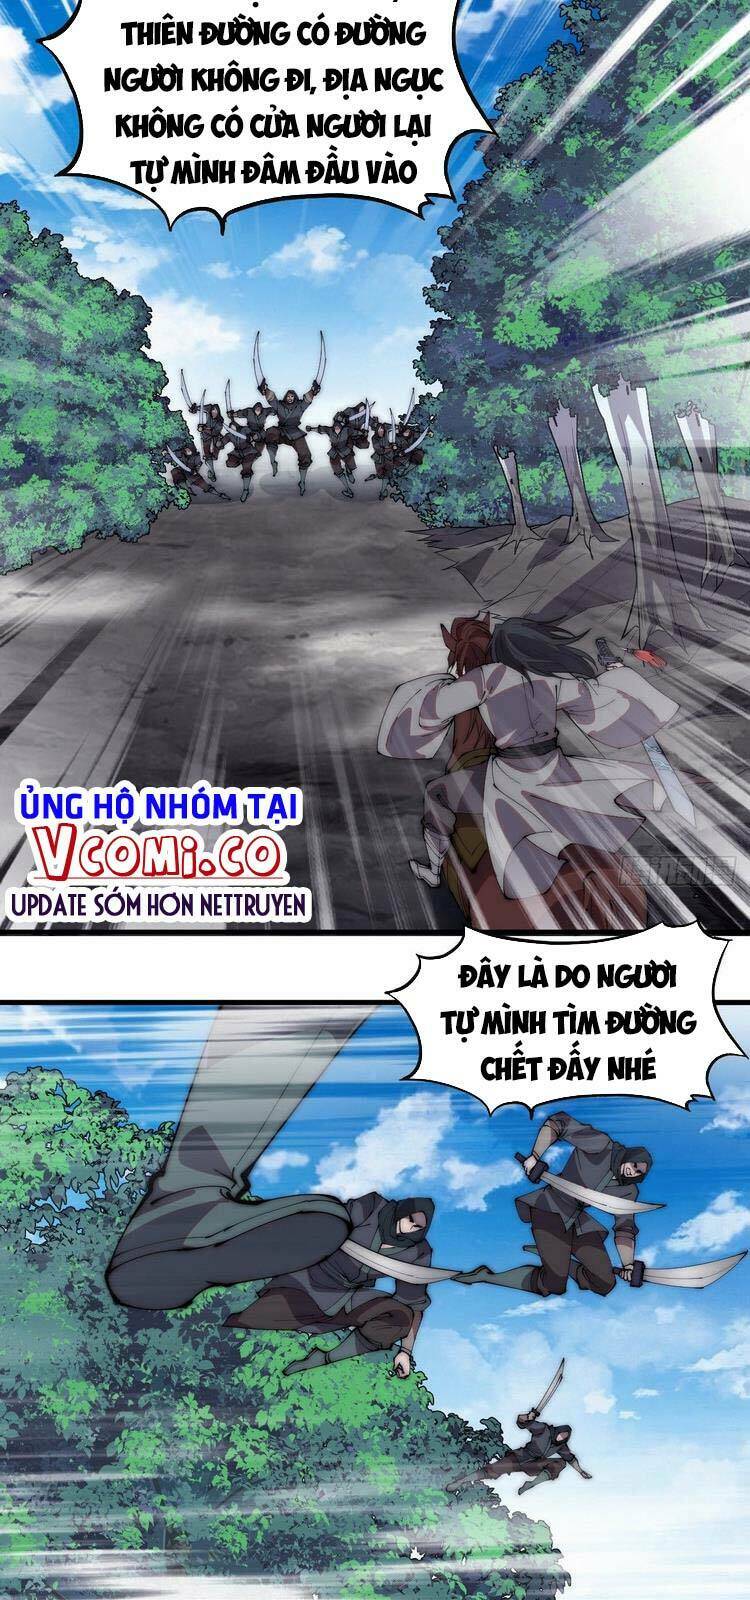 THIÊN ĐƯỜNG CÓ ĐƯỜNG
NGƯƠI KHÔNG ĐI, ĐỊA NGỤC
KHÔNG CÓ CỬA NGƯƠI LẠI
TỰ MÌNH ĐÂM ĐẦU VÀO
ỦNG HỘ NHÓM TẠI
VCOMI.CO
UPDATE SỚM HƠN NETTRUYEN
ĐÂY LÀ DO NGƯƠI
TỰ MÌNH TÌM ĐƯỜNG
CHẾT ĐẤY NHÉ